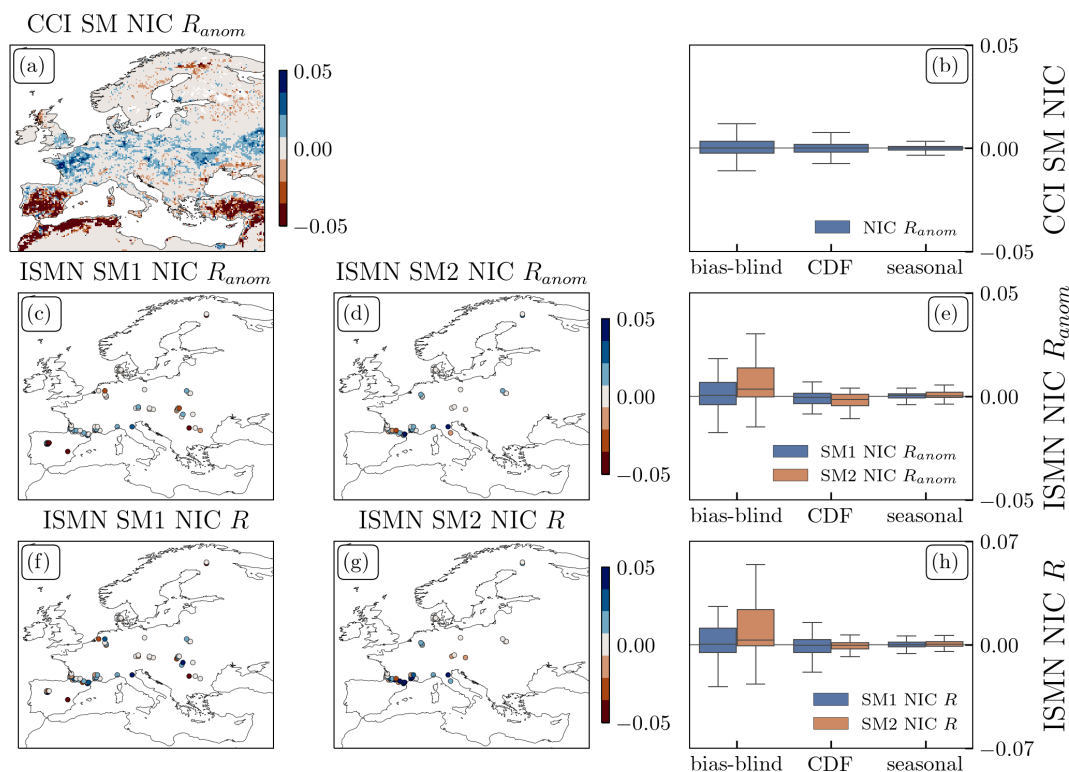 CCI SM NIC R_anom
(a)
0.05
0.00
−0.05
(b)
0.05
0.00
−0.05
CCI SM NIC
NIC R_anom
bias-blind CDF seasonal
ISMN SM1 NIC R_anom
(c)
ISMN SM2 NIC R_anom
(d)
0.05
0.00
−0.05
(e)
0.05
0.00
−0.05
ISMN NIC R_anom
SM1 NIC R_anom
SM2 NIC R_anom
bias-blind CDF seasonal
ISMN SM1 NIC R
(f)
ISMN SM2 NIC R
(g)
0.05
0.00
−0.05
(h)
0.07
0.00
−0.07
ISMN NIC R
SM1 NIC R
SM2 NIC R
bias-blind CDF seasonal